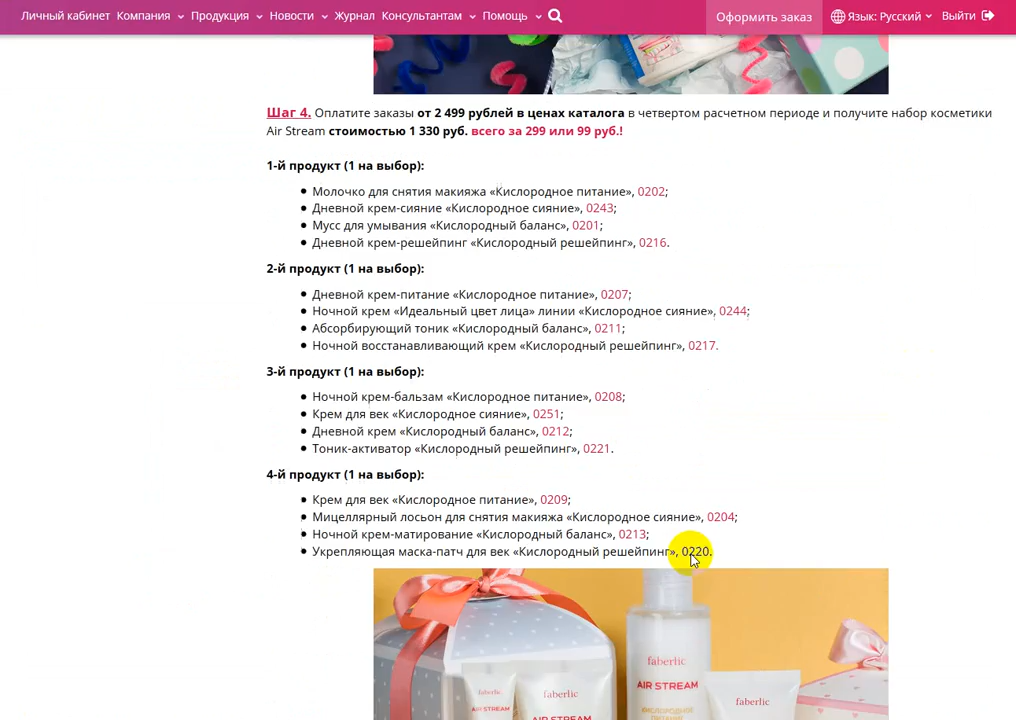 Личный кабинет Компания Продукция Новости Журнал Консультантам Помощь Оформить заказ Язык: Русский Выйти
Шаг 4. Оплатите заказы от 2 499 рублей в ценах каталога в четвертом расчетном периоде и получите набор косметики
Air Stream стоимостью 1 330 руб. всего за 299 или 99 руб.!
1-й продукт (1 на выбор):
Молочко для снятия макияжа «Кислородное питание», 0202;
Дневной крем-сияние «Кислородное сияние», 0243;
Мусс для умывания «Кислородный баланс», 0201;
Дневной крем-решейпинг «Кислородный решейпинг», 0216.
2-й продукт (1 на выбор):
Дневной крем-питание «Кислородное питание», 0207;
Ночной крем «Идеальный цвет лица» линии «Кислородное сияние», 0244;
Абсорбирующий тоник «Кислородный баланс», 0211;
Ночной восстанавливающий крем «Кислородный решейпинг», 0217.
3-й продукт (1 на выбор):
Ночной крем-бальзам «Кислородное питание», 0208;
Крем для век «Кислородное сияние», 0251;
Дневной крем «Кислородный баланс», 0212;
Тоник-активатор «Кислородный решейпинг», 0221.
4-й продукт (1 на выбор):
Крем для век «Кислородное питание», 0209;
Мицеллярный лосьон для снятия макияжа «Кислородное сияние», 0204;
Ночной крем-матирование «Кислородный баланс», 0213;
Укрепляющая маска-патч для век «Кислородный решейпинг», 0220.
faberlic
AIR STREAM
faberlic
AIR STREAM
faberlic
AIR STREAM
КИСЛОРОДНОЕ
ПИТАНИЕ
faberlic